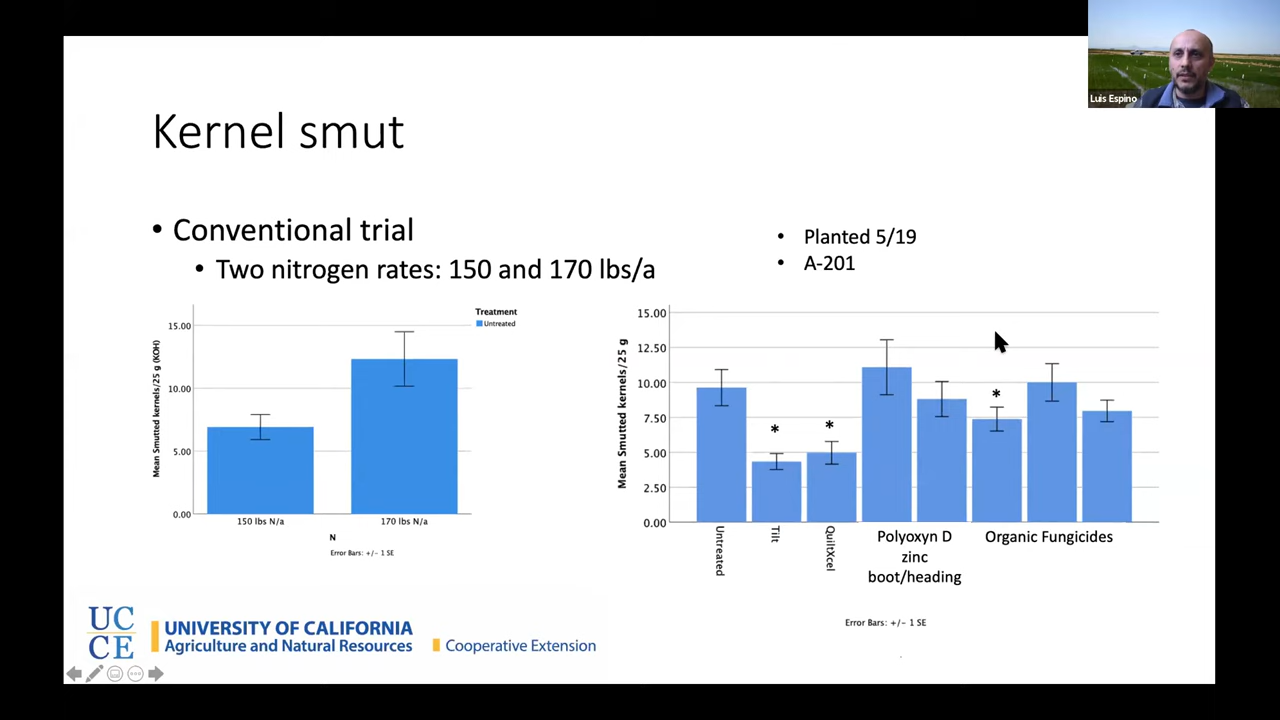 Luis Espino
Kernel smut
• Conventional trial
• Two nitrogen rates: 150 and 170 lbs/a
• Planted 5/19
• A-201
Mean Smutted kernels/25 g (KOH)
15.00
10.00
5.00
0.00
Treatment
Untreated
150 lbs N/a
170 lbs N/a
N
Error Bars: +/- 1 SE
Mean Smutted kernels/25 g
15.00
12.50
10.00
7.50
5.00
2.50
0.00
*
*
*
Untreated
Tilt
QuiltXcel
Polyoxyn D
zinc
boot/heading
Organic Fungicides
Error Bars: +/- 1 SE
UC
CE
UNIVERSITY OF CALIFORNIA
Agriculture and Natural Resources
Cooperative Extension